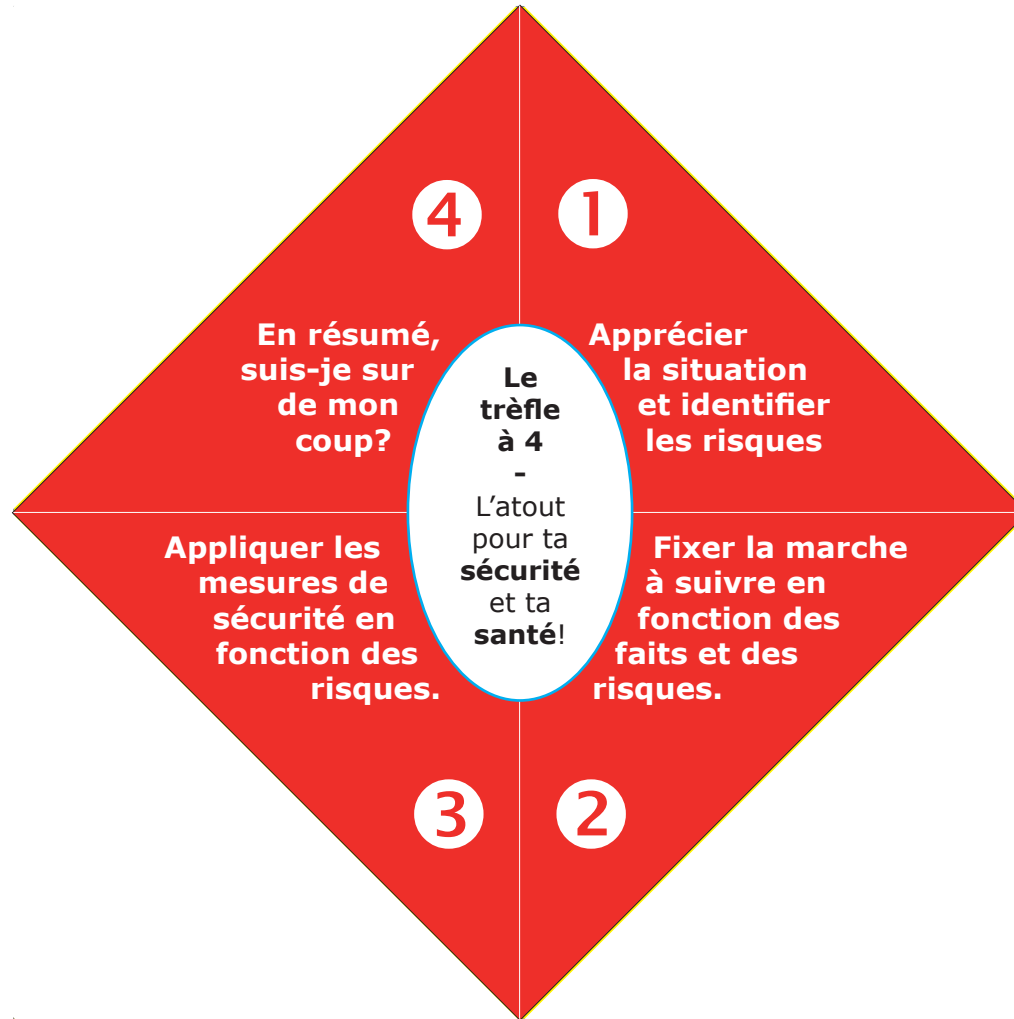 4
En résumé,
suis-je sur
de mon
coup?
1
Apprécier
la situation
et identifier
les risques
Le
trèfle
à 4
-
L'atout
pour ta
sécurité
et ta
santé!
Appliquer les
mesures de
sécurité en
fonction des
risques.
3
Fixer la marche
à suivre en
fonction des
faits et des
risques.
2